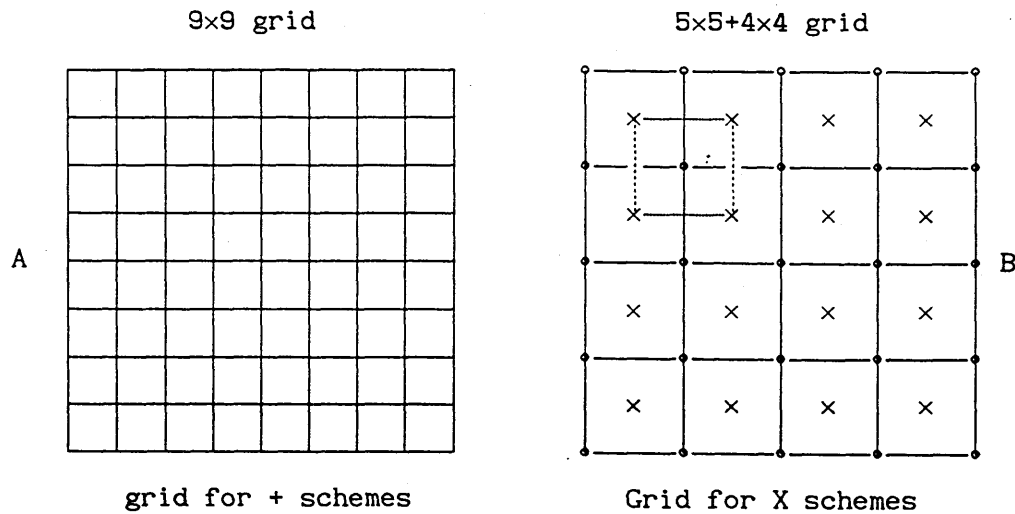 9×9 grid
5×5+4×4 grid
A
B
grid for + schemes
Grid for X schemes